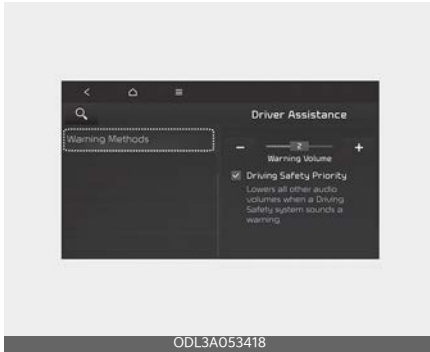 Driver Assistance
Warning Methods
2
Warning Volume
Driving Safety Priority
Lowers all other audio
volumes when a Driving
Safety system sounds a
warning
ODL3A053418